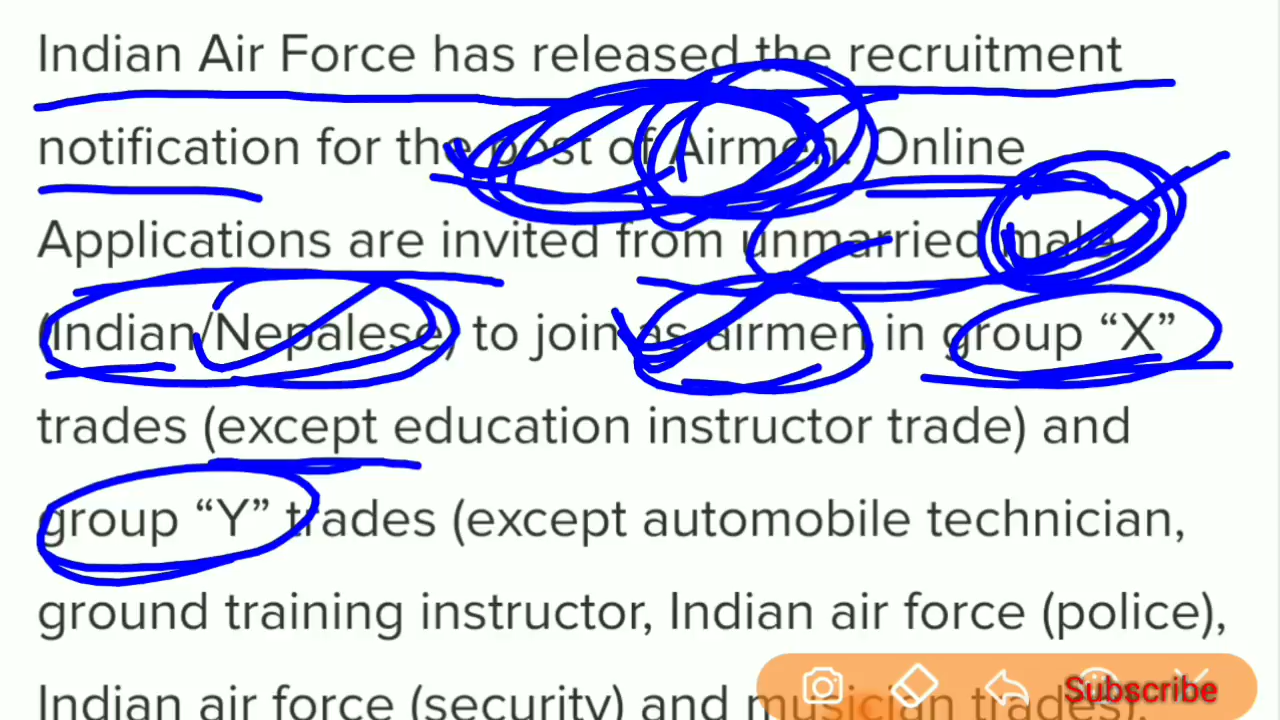 Indian Air Force has released the recruitment
notification for the post of Airmen. Online
Applications are invited from unmarried male
(Indian/Nepalese) to join as airmen in group “X”
trades (except education instructor trade) and
group “Y” trades (except automobile technician,
ground training instructor, Indian air force (police),
Indian air force (security) and musician trades).
Subscribe